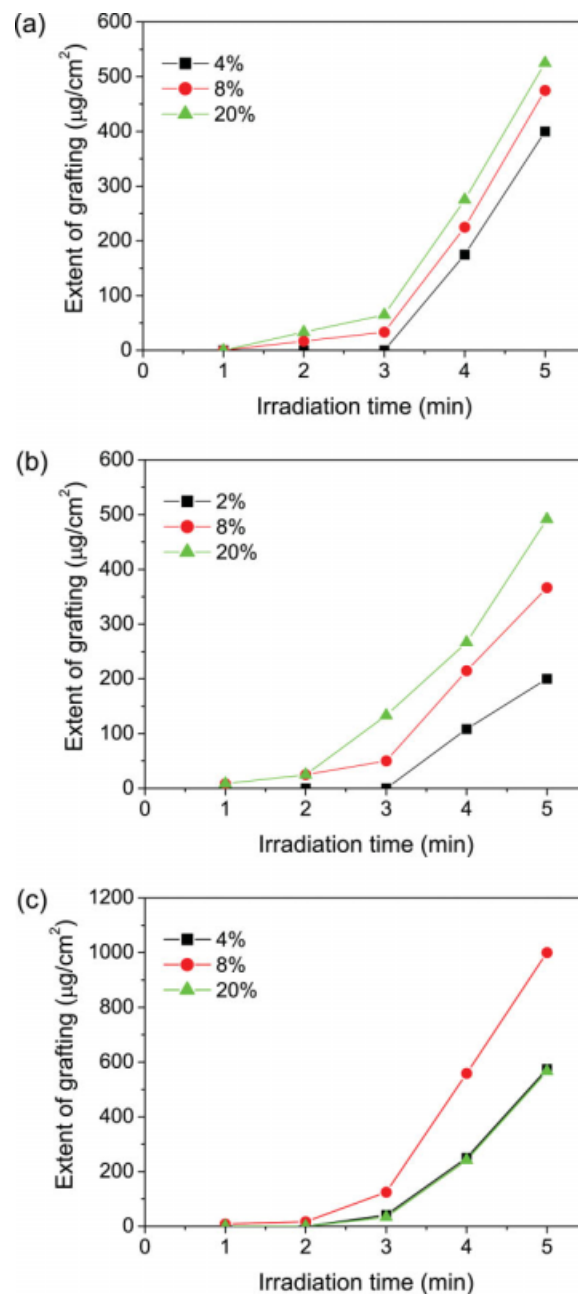 (a)
600
500
400
300
200
100
0
4%
8%
20%
Extent of grafting (µg/cm²)
0 1 2 3 4 5
Irradiation time (min)
(b)
600
500
400
300
200
100
0
2%
8%
20%
Extent of grafting (µg/cm²)
0 1 2 3 4 5
Irradiation time (min)
(c)
1200
1000
800
600
400
200
0
4%
8%
20%
Extent of grafting (µg/cm²)
0 1 2 3 4 5
Irradiation time (min)